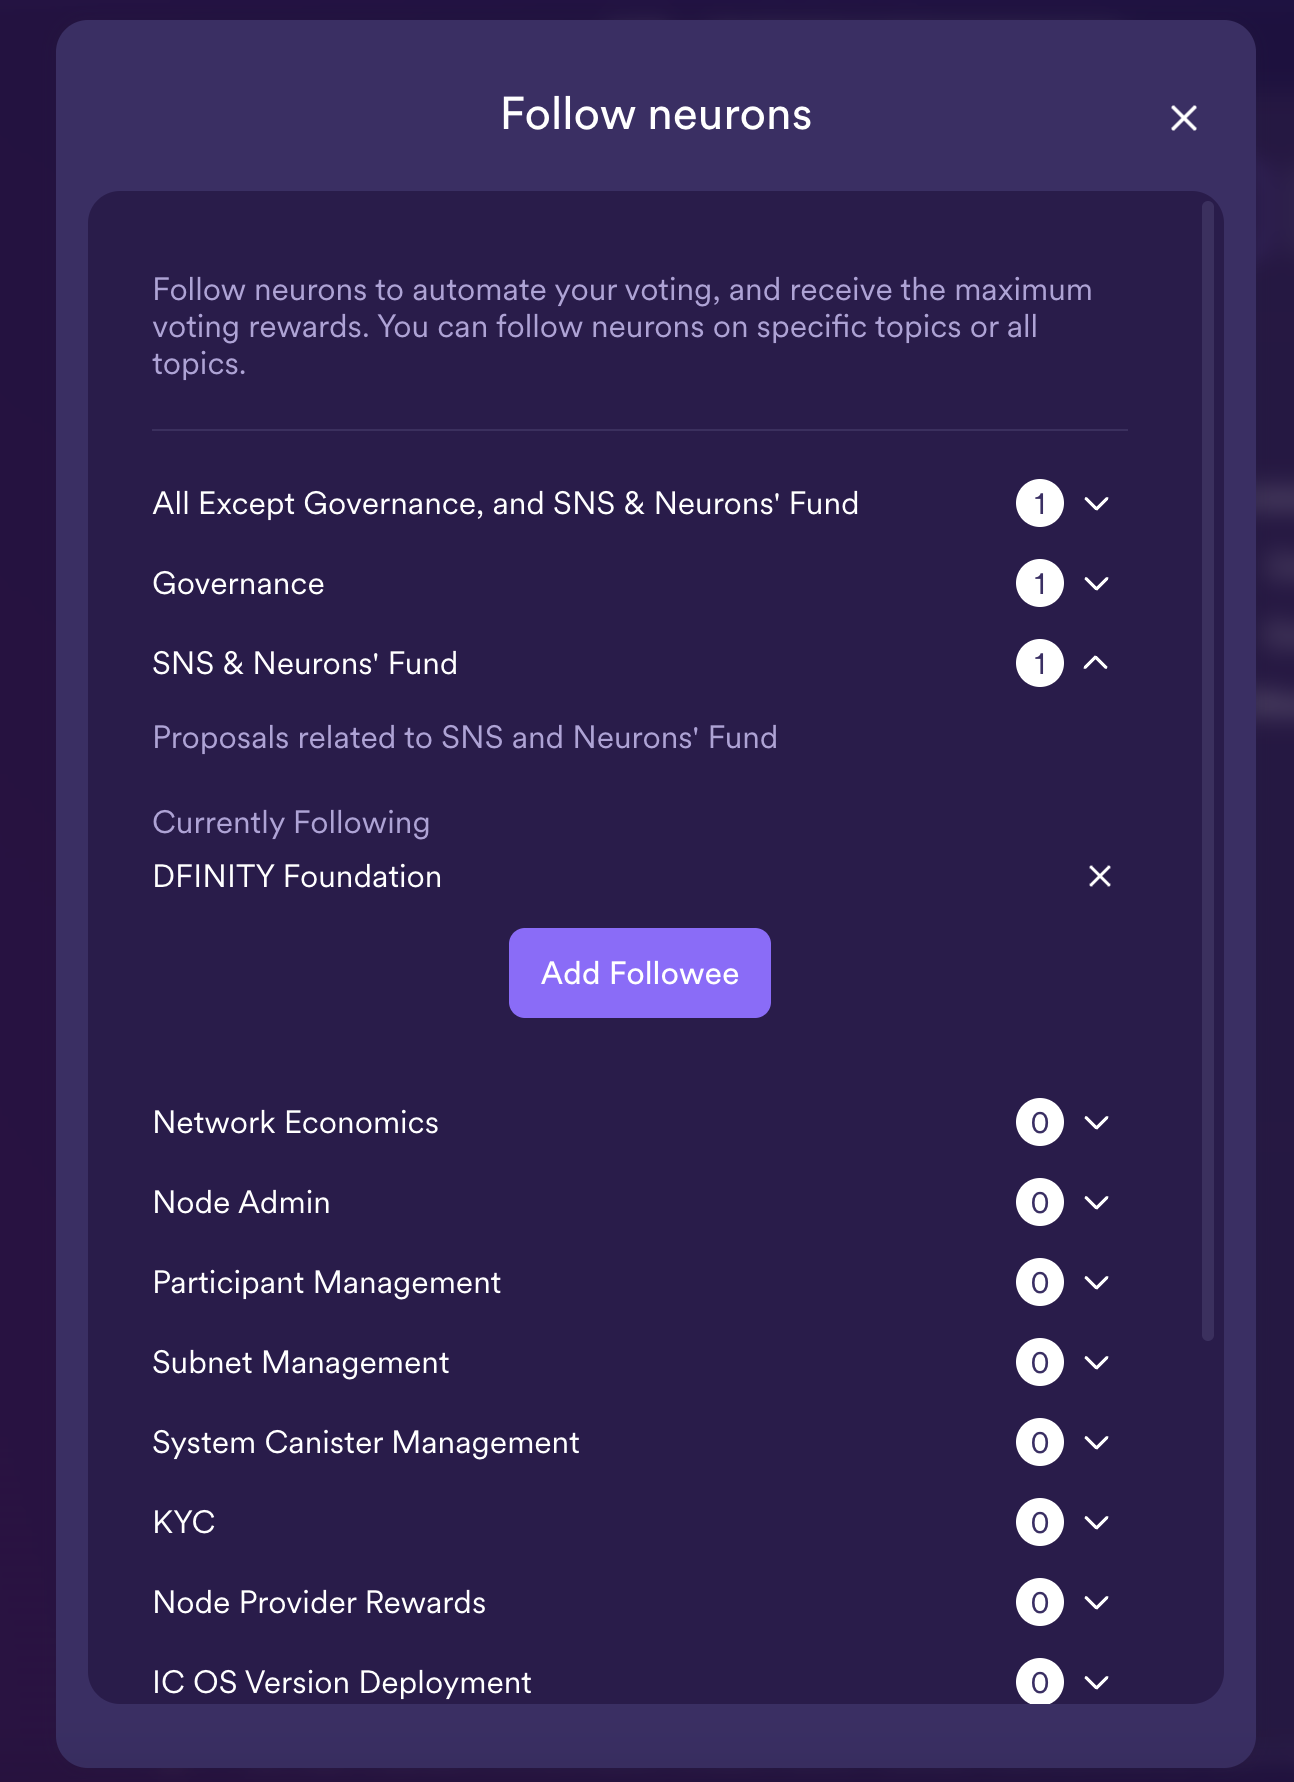 Follow neurons
Follow neurons to automate your voting, and receive the maximum
voting rewards. You can follow neurons on specific topics or all
topics.
All Except Governance, and SNS & Neurons' Fund 1
Governance 1
SNS & Neurons' Fund 1
Proposals related to SNS and Neurons' Fund
Currently Following
DFINITY Foundation
Add Followee
Network Economics 0
Node Admin 0
Participant Management 0
Subnet Management 0
System Canister Management 0
KYC 0
Node Provider Rewards 0
IC OS Version Deployment 0